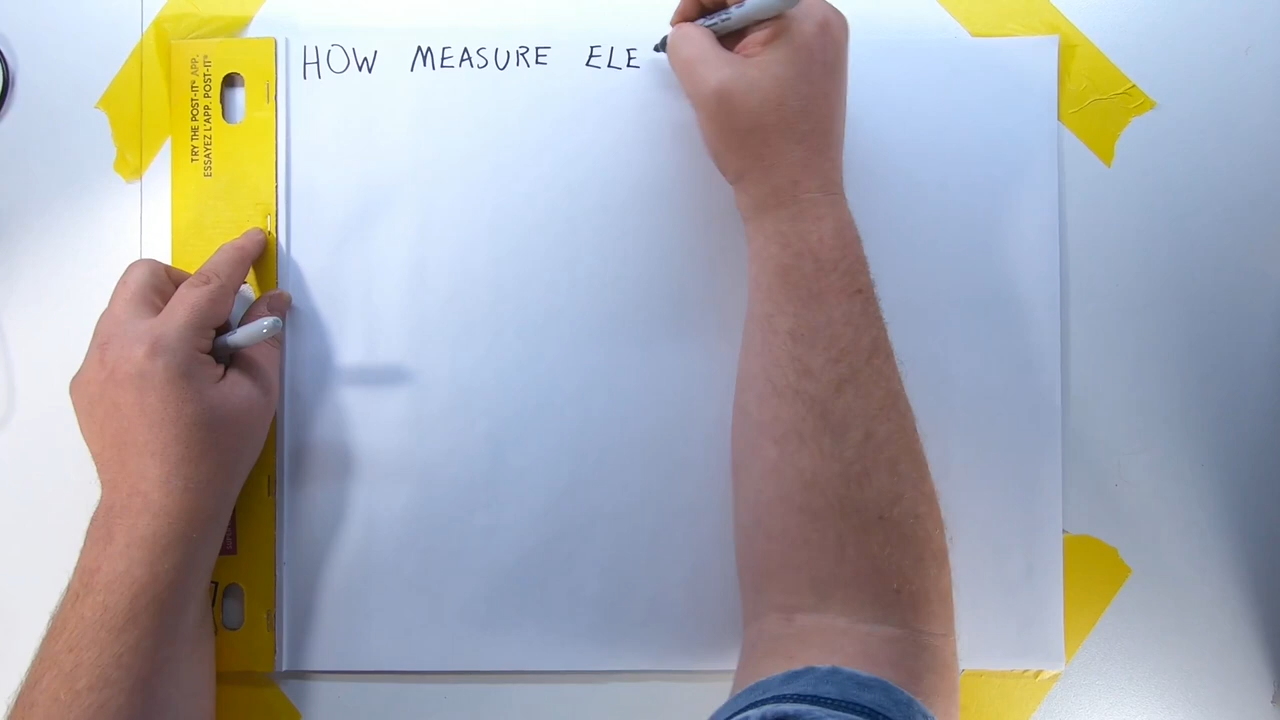 HOW MEASURE ELE
TRY THE POST-IT® APP.
ESSAYEZ L'APP. POST-IT®